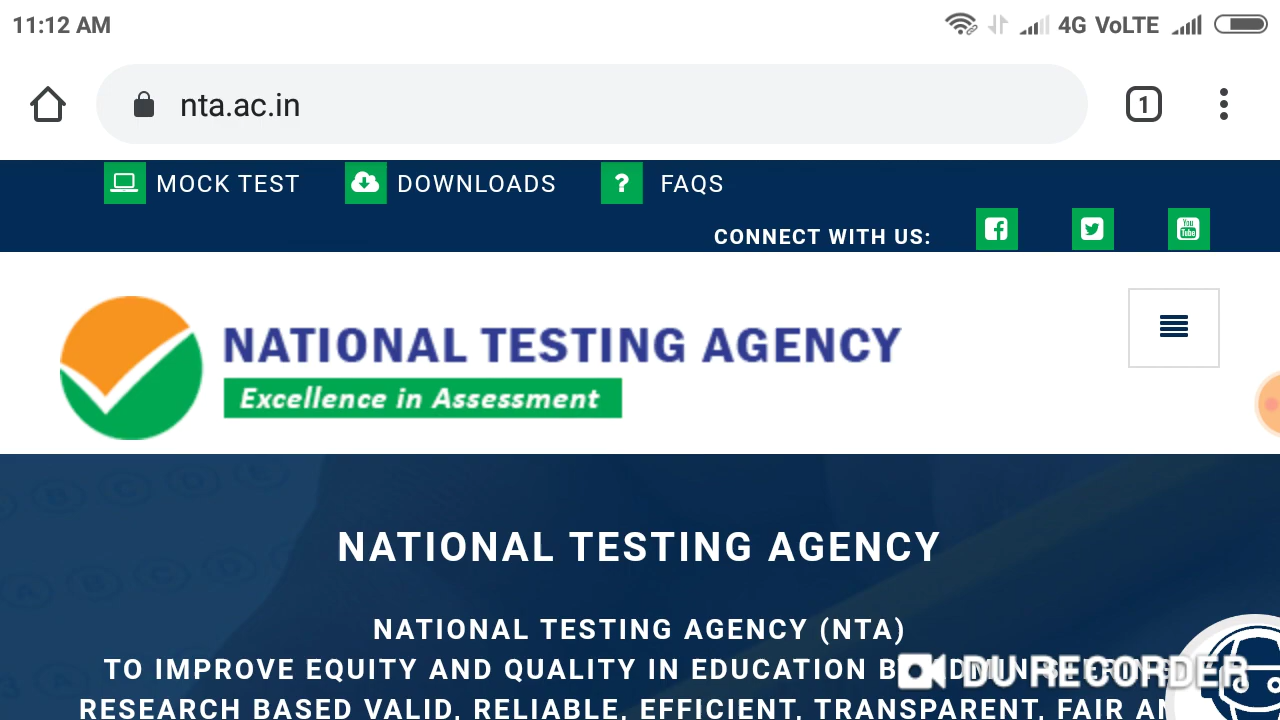 11:12 AM 4G VoLTE
nta.ac.in 1
MOCK TEST DOWNLOADS ? FAQS
CONNECT WITH US: You Tube
NATIONAL TESTING AGENCY
Excellence in Assessment
NATIONAL TESTING AGENCY
NATIONAL TESTING AGENCY (NTA)
TO IMPROVE EQUITY AND QUALITY IN EDUCATION
RESEARCH BASED VALID, RELIABLE, EFFICIENT, TRANSPARENT, FAIR
DU RECORDER